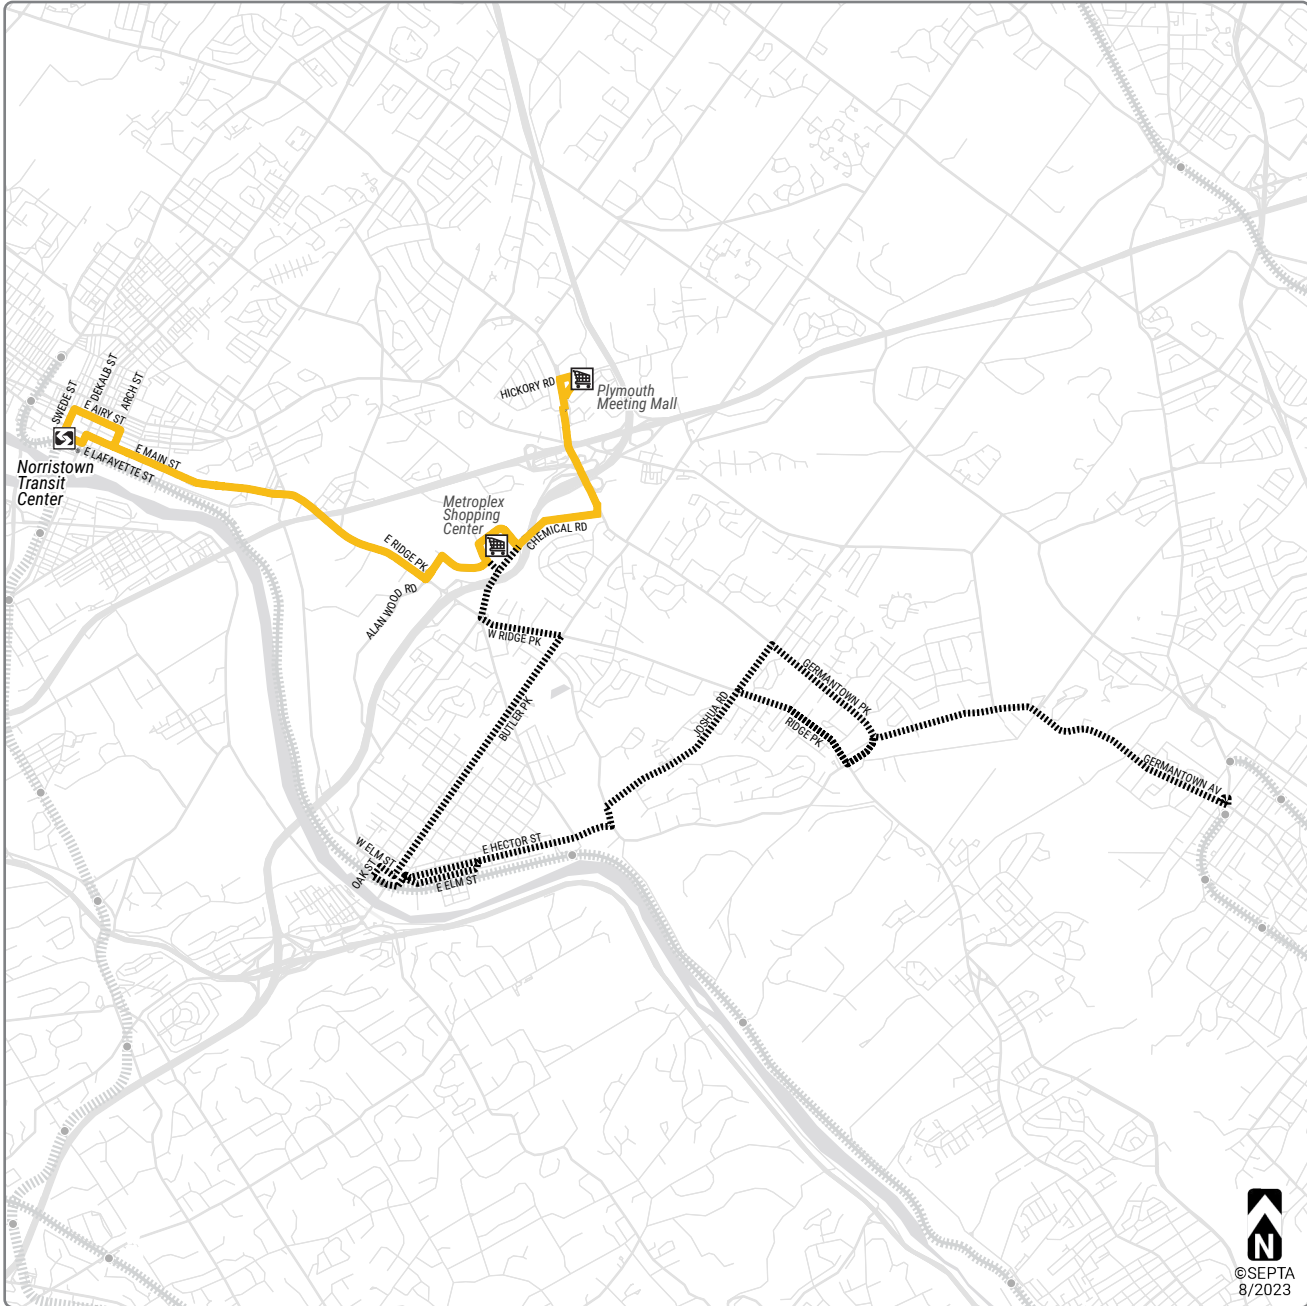 SWEDE ST
DEKALB ST
ARCH ST
E AIRY ST
E MAIN ST
E LAFAYETTE ST
Norristown
Transit
Center
HICKORY RD
Plymouth
Meeting Mall
Metroplex
Shopping
Center
CHEMICAL RD
E RIDGE PK
ALAN WOOD RD
W RIDGE PK
BUTLER PK
JOSHUA RD
GERMANTOWN PK
RIDGE PK
GERMANTOWN AV
W ELM ST
OAK ST
E HECTOR ST
E ELM ST
N
©SEPTA
8/2023